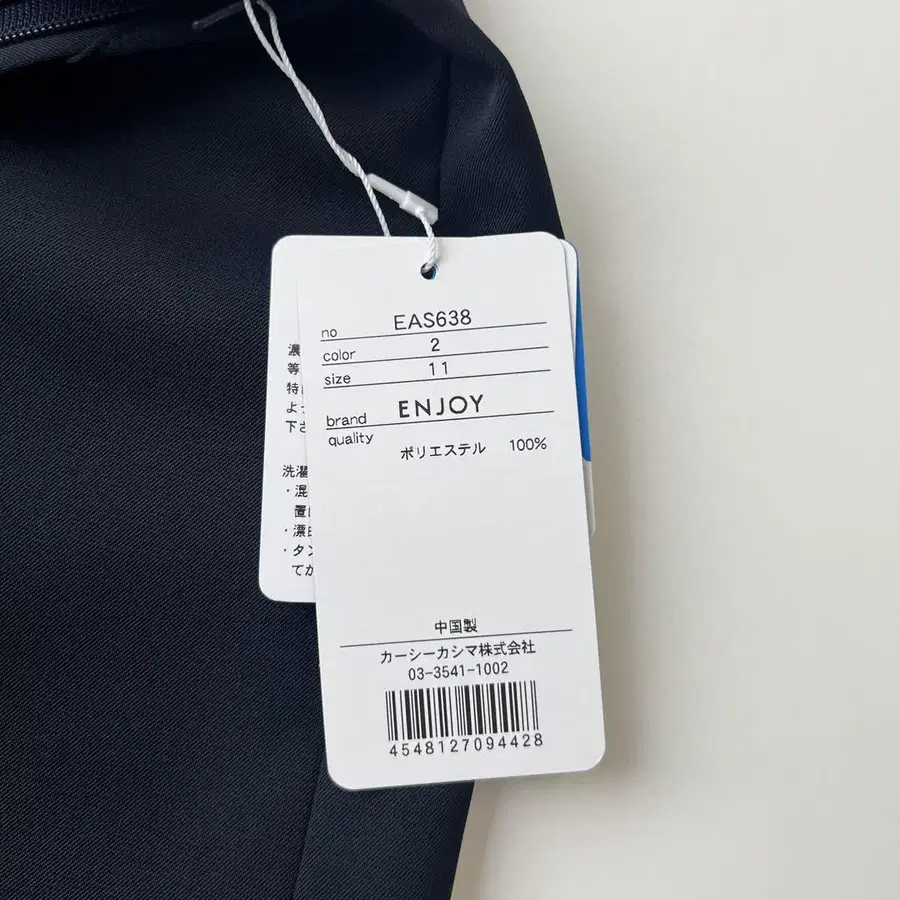 no EAS638
color 2
size 11
brand ENJOY
quality
ポリエステル 100%
中国製
カーシーカシマ株式会社
03-3541-1002
4548127094428
等
特
よっ
下さ
洗濯
・混
置
・漂白
・タン
てか